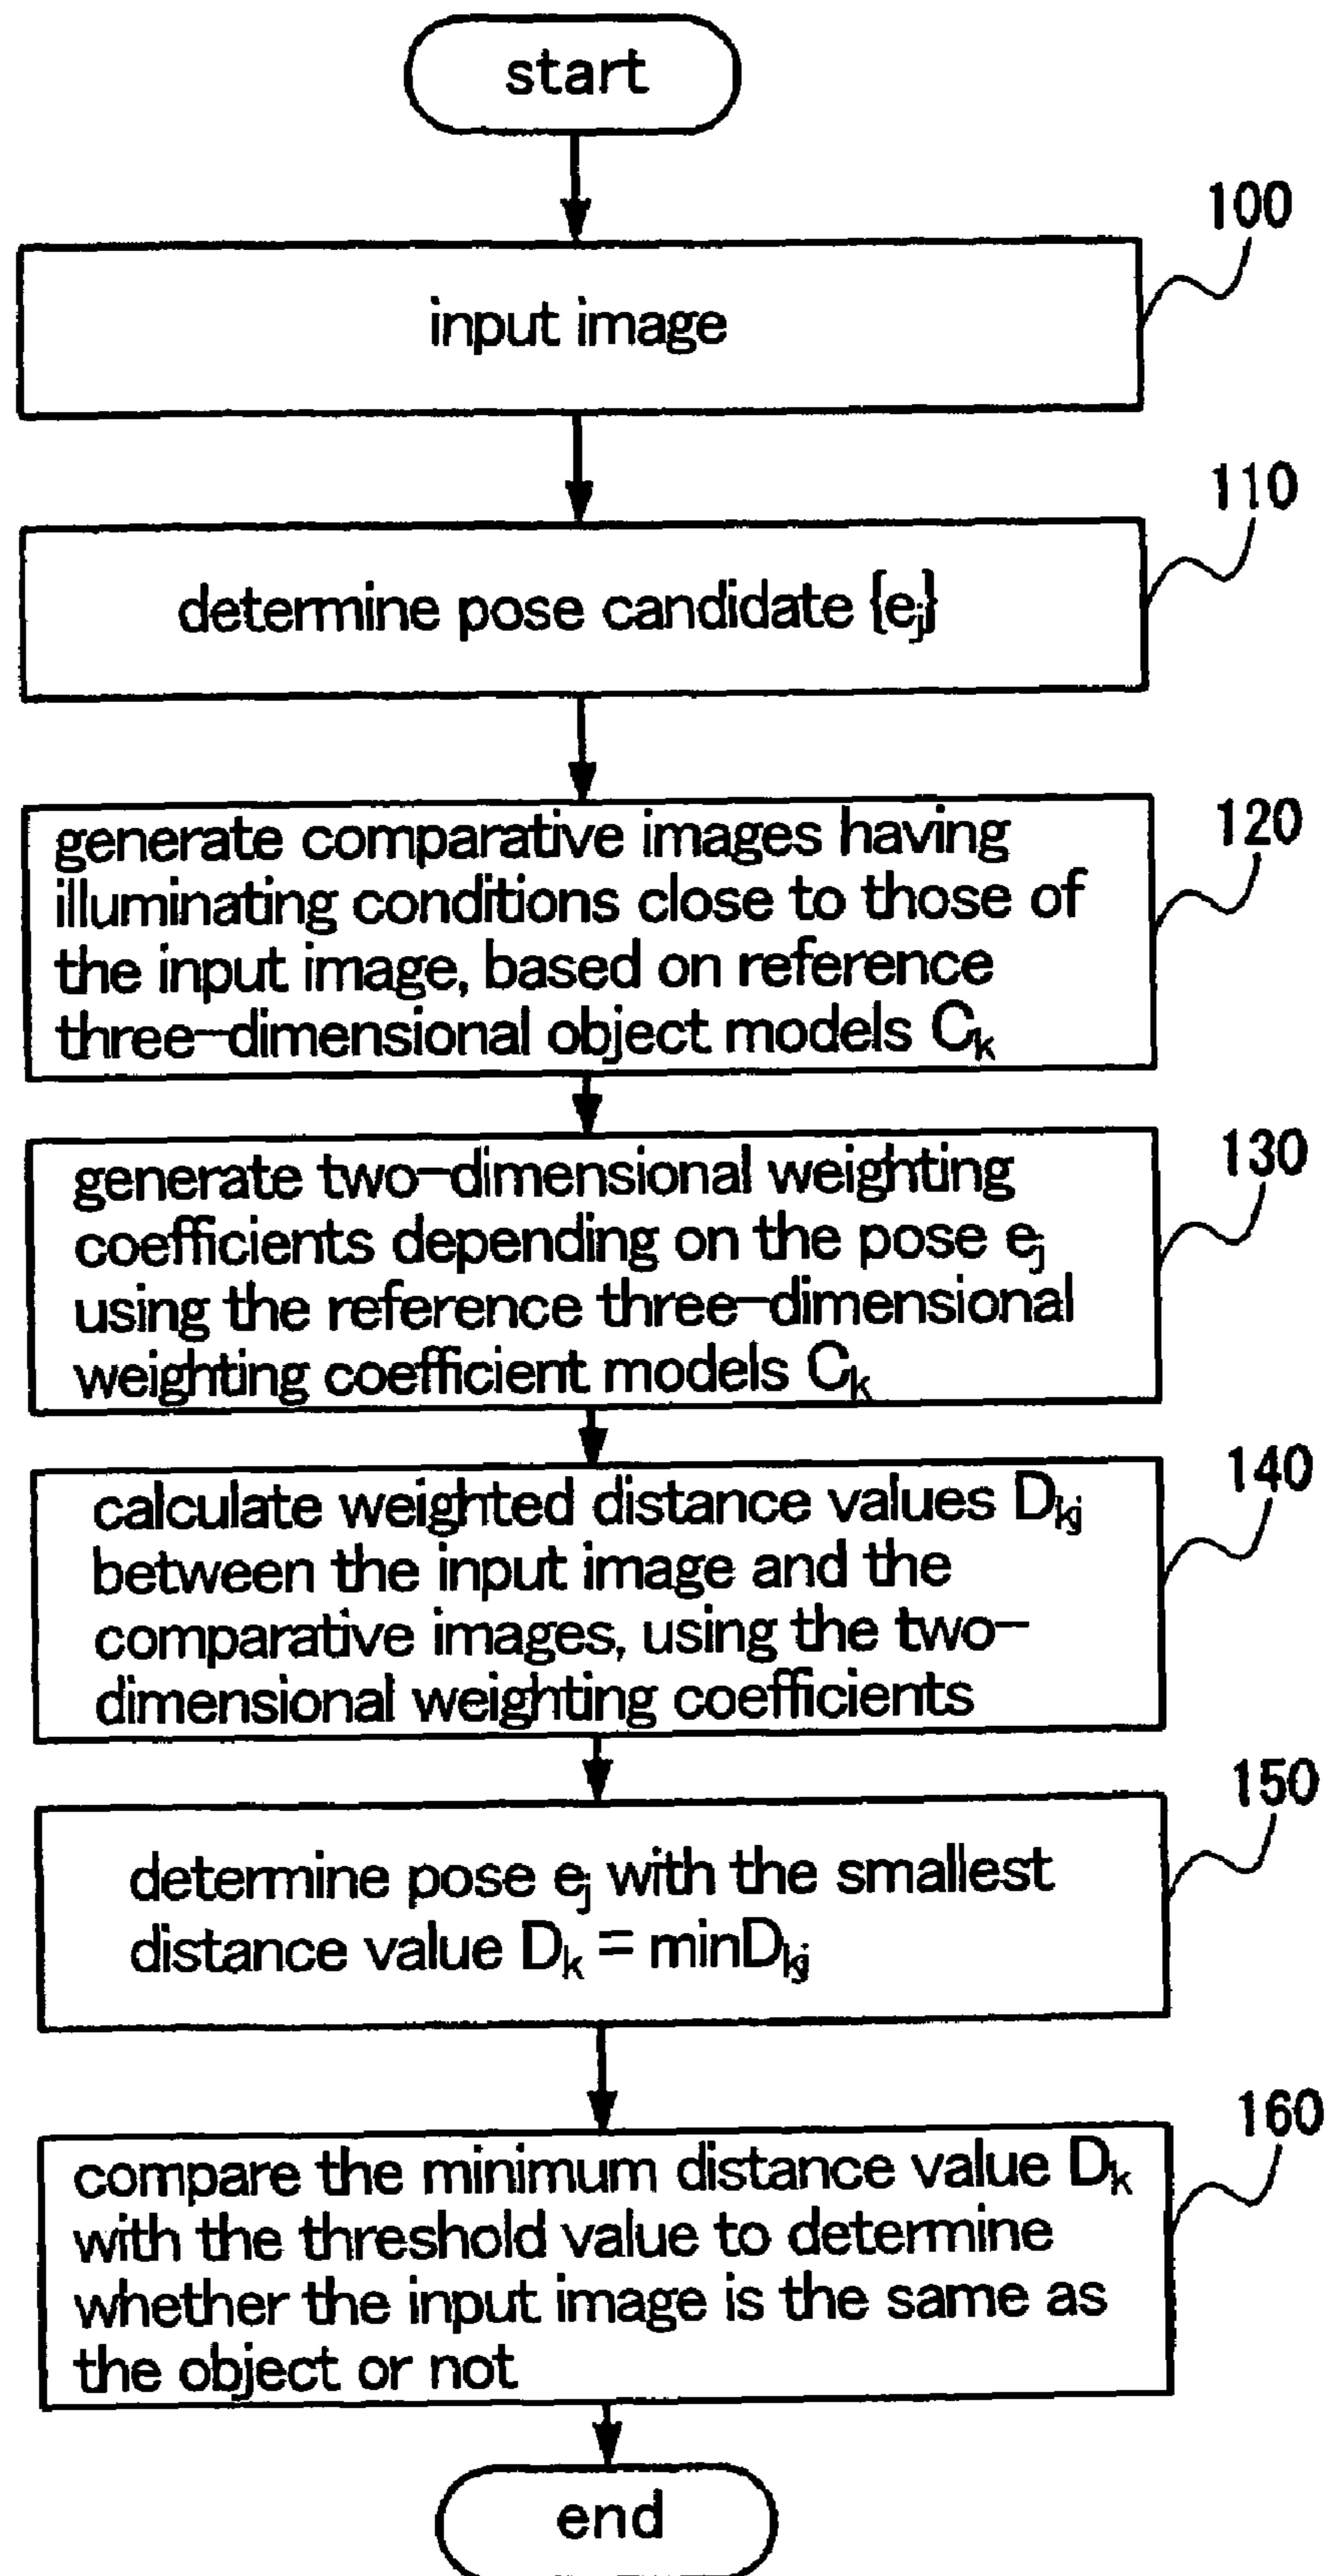 start
100
input image
110
determine pose candidate {eⱼ}
120
generate comparative images having
illuminating conditions close to those of
the input image, based on reference
three-dimensional object models Cₖ
130
generate two-dimensional weighting
coefficients depending on the pose eⱼ
using the reference three-dimensional
weighting coefficient models Cₖ
140
calculate weighted distance values Dₖⱼ
between the input image and the
comparative images, using the two-
dimensional weighting coefficients
150
determine pose eⱼ with the smallest
distance value Dₖ = minDₖⱼ
160
compare the minimum distance value Dₖ
with the threshold value to determine
whether the input image is the same as
the object or not
end